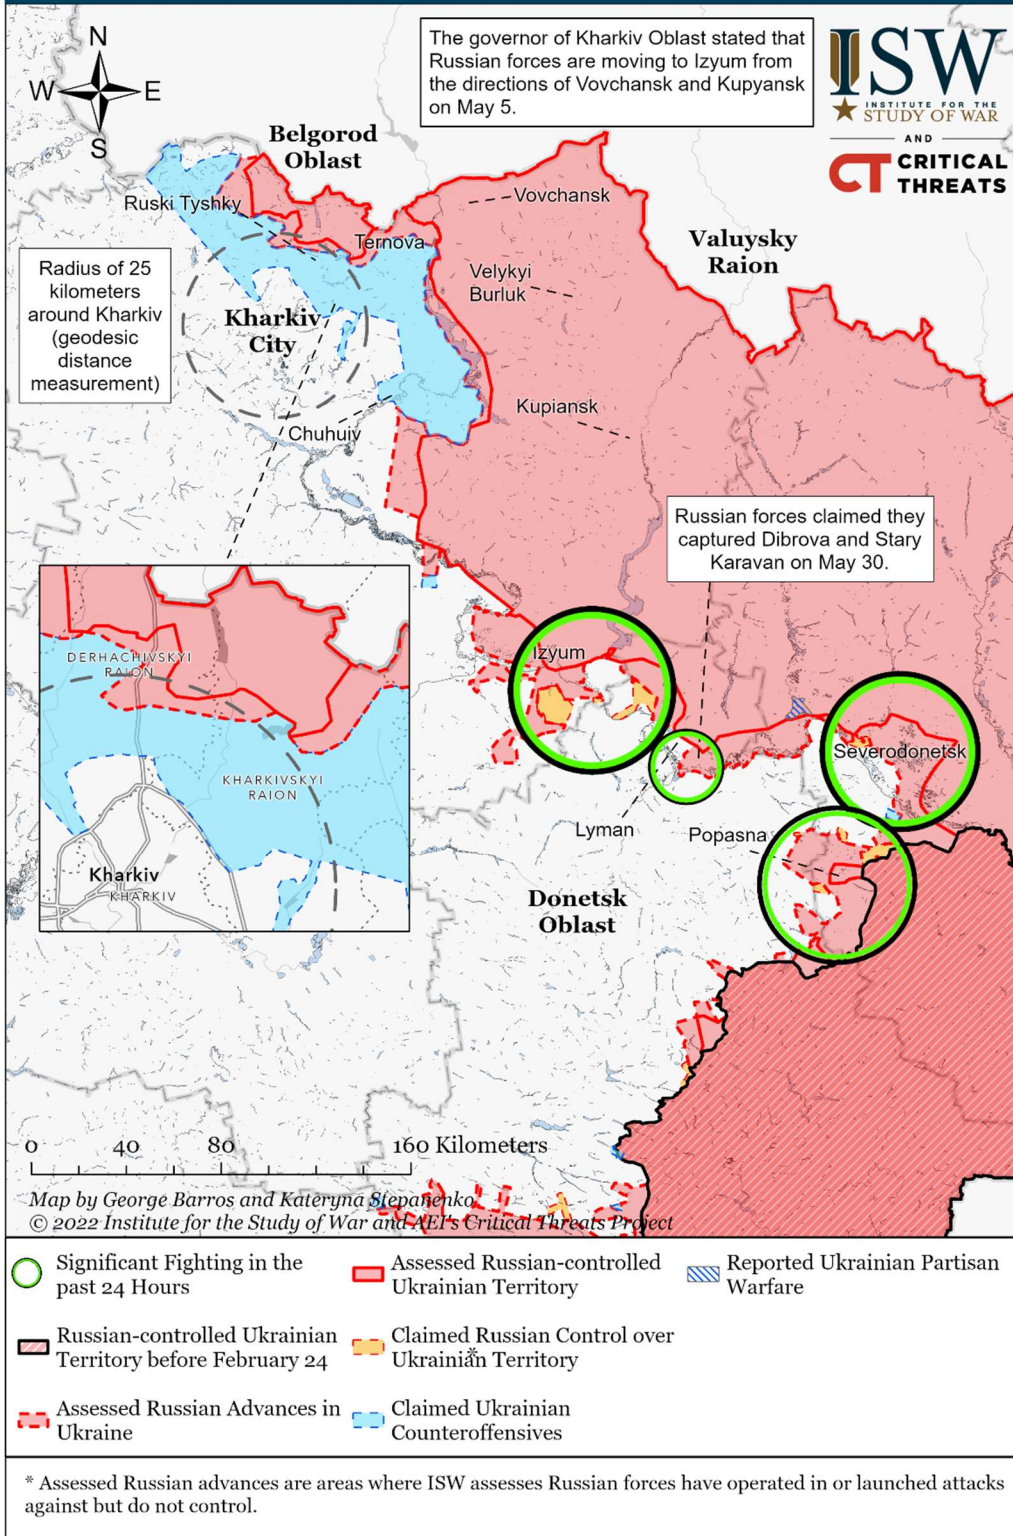 N
W E
S
The governor of Kharkiv Oblast stated that
Russian forces are moving to Izyum from
the directions of Vovchansk and Kupyansk
on May 5.
ISW
INSTITUTE FOR THE
STUDY OF WAR
AND
CT CRITICAL
THREATS
Belgorod
Oblast
Ruski Tyshky
Vovchansk
Ternova
Valuysky
Raion
Velykyi
Burluk
Radius of 25
kilometers
around Kharkiv
(geodesic
distance
measurement)
Kharkiv
City
Kupiansk
Chuhuiv
Russian forces claimed they
captured Dibrova and Stary
Karavan on May 30.
Izyum
DERHACHIVSKYI
RAION
KHARKIVSKYI
RAION
Kharkiv
KHARKIV
Severodonetsk
Lyman
Popasna
Donetsk
Oblast
0 40 80 160 Kilometers
Map by George Barros and Kateryna Stepanenko
© 2022 Institute for the Study of War and AEI's Critical Threats Project
Significant Fighting in the
past 24 Hours
Russian-controlled Ukrainian
Territory before February 24
Assessed Russian Advances in
Ukraine
Assessed Russian-controlled
Ukrainian Territory
Claimed Russian Control over
Ukrainian Territory
*
Claimed Ukrainian
Counteroffensives
Reported Ukrainian Partisan
Warfare
* Assessed Russian advances are areas where ISW assesses Russian forces have operated in or launched attacks
against but do not control.